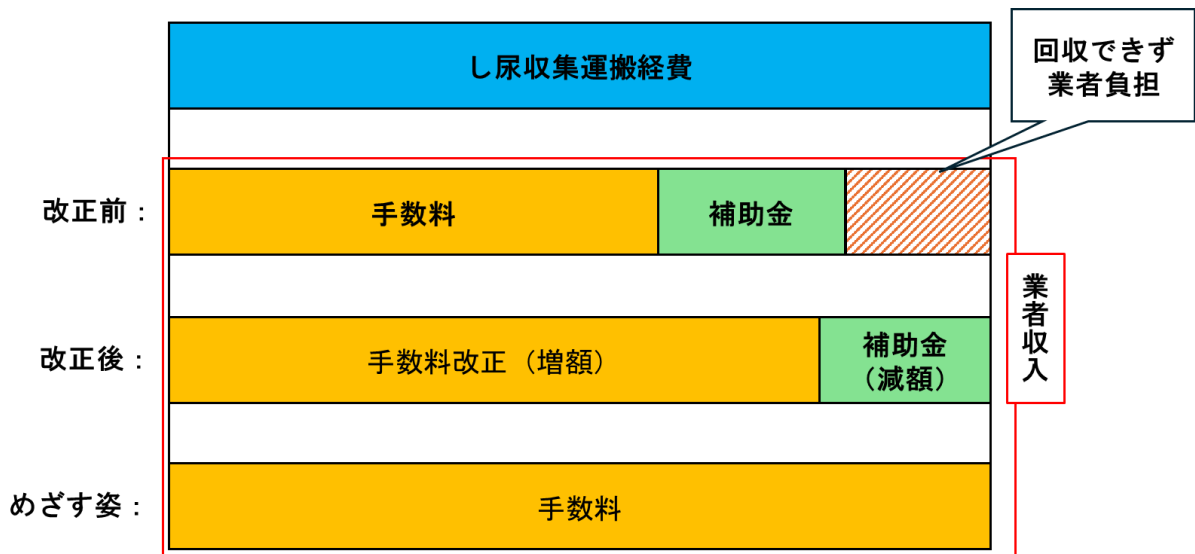 し尿収集運搬経費
回収できず
業者負担
改正前：
手数料
補助金
改正後：
手数料改正（増額）
補助金
（減額）
業者収入
めざす姿：
手数料